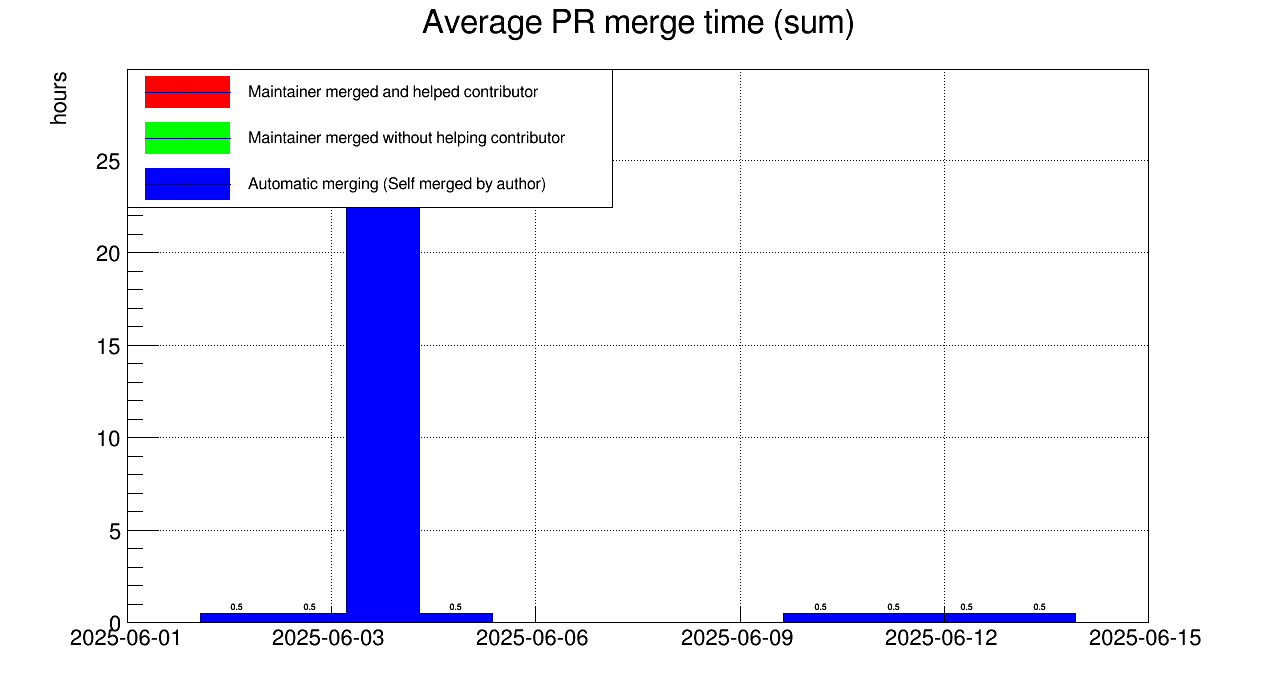 Average PR merge time (sum)
hours
Maintainer merged and helped contributor
Maintainer merged without helping contributor
Automatic merging (Self merged by author)
25
20
15
10
5
0
0.5 0.5 0.5 0.5 0.5 0.5 0.5
2025-06-01 2025-06-03 2025-06-06 2025-06-09 2025-06-12 2025-06-15